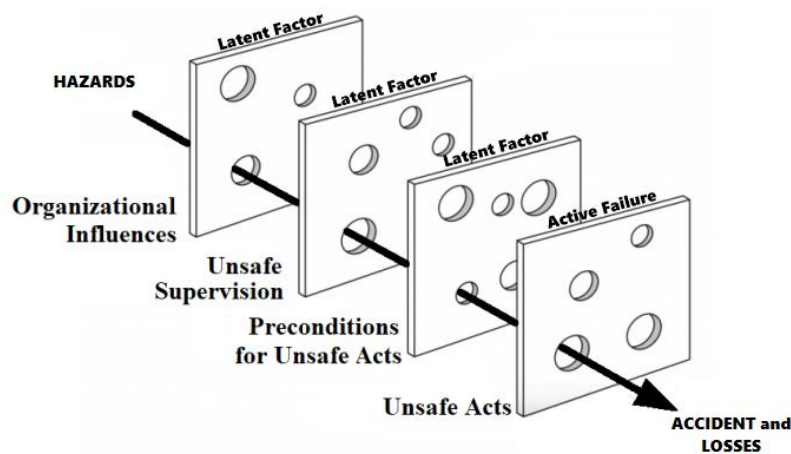 Latent Factor
HAZARDS
Latent Factor
Latent Factor
Organizational
Influences
Active Failure
Unsafe
Supervision
Preconditions
for Unsafe Acts
Unsafe Acts
ACCIDENT and
LOSSES